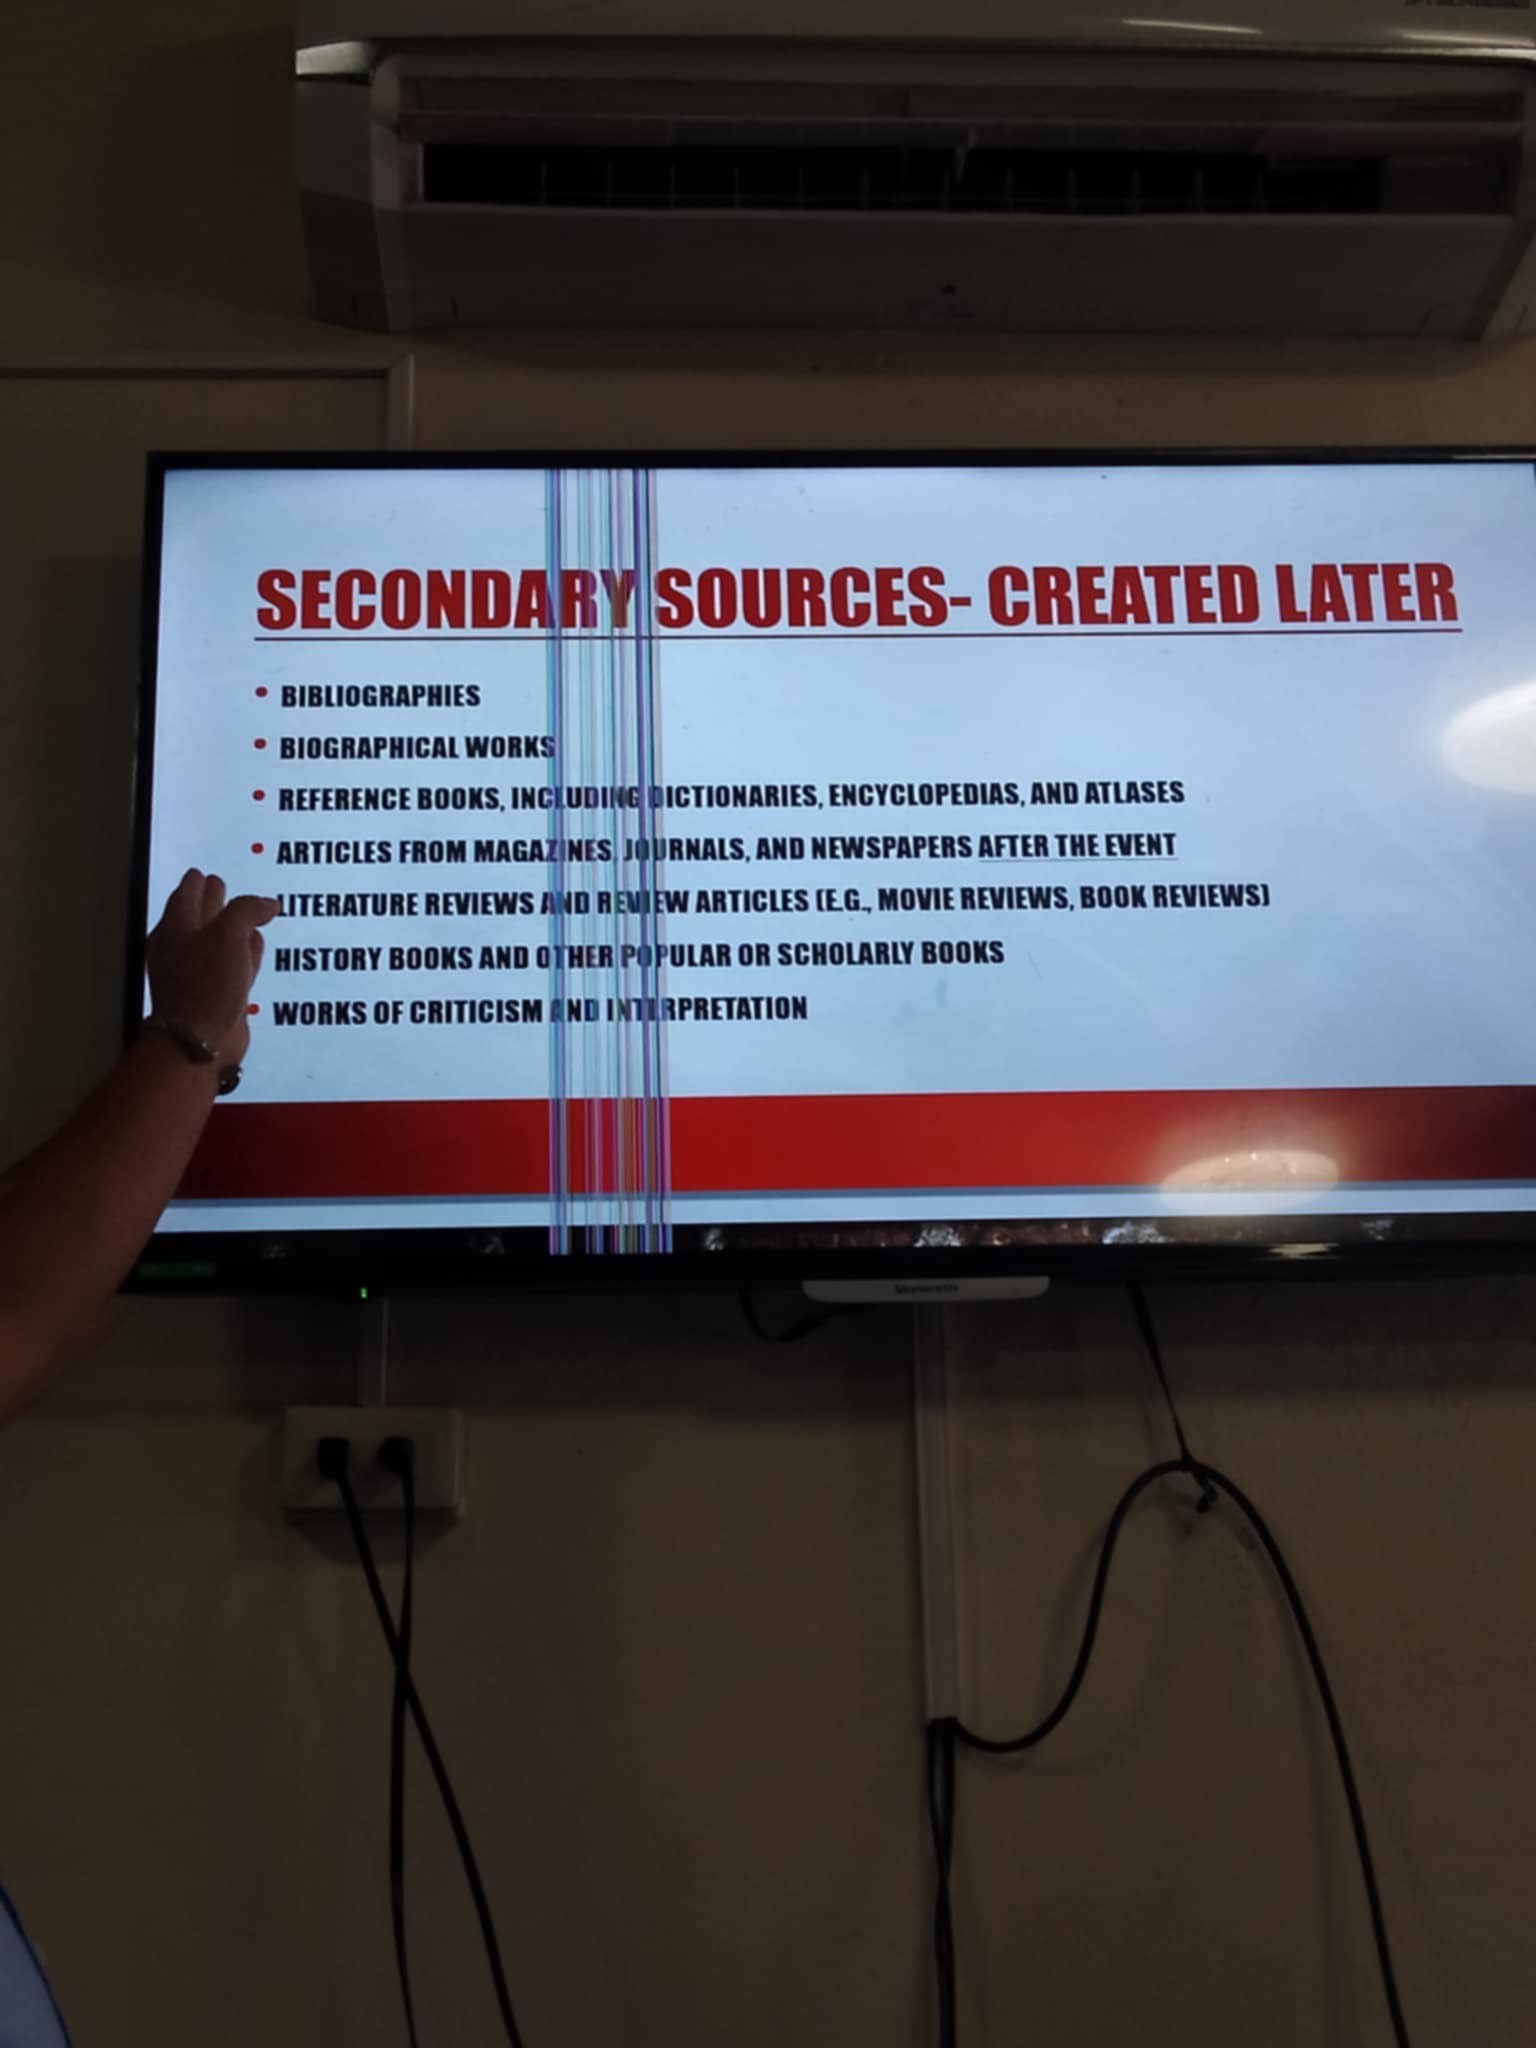 SECONDARY SOURCES- CREATED LATER
• BIBLIOGRAPHIES
• BIOGRAPHICAL WORKS
• REFERENCE BOOKS, INCLUDING DICTIONARIES, ENCYCLOPEDIAS, AND ATLASES
• ARTICLES FROM MAGAZINES, JOURNALS, AND NEWSPAPERS AFTER THE EVENT
LITERATURE REVIEWS AND REVIEW ARTICLES (E.G., MOVIE REVIEWS, BOOK REVIEWS)
HISTORY BOOKS AND OTHER POPULAR OR SCHOLARLY BOOKS
• WORKS OF CRITICISM AND INTERPRETATION
Skyworth